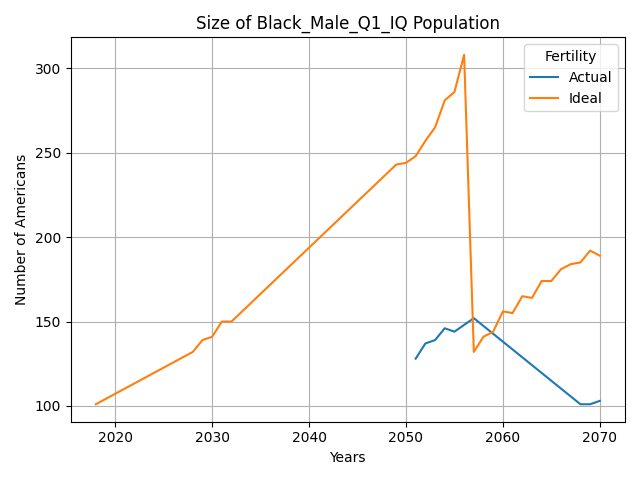 Size of Black_Male_Q1_IQ Population
Number of Americans
300
250
200
150
100
Fertility
Actual
Ideal
2020 2030 2040 2050 2060 2070
Years